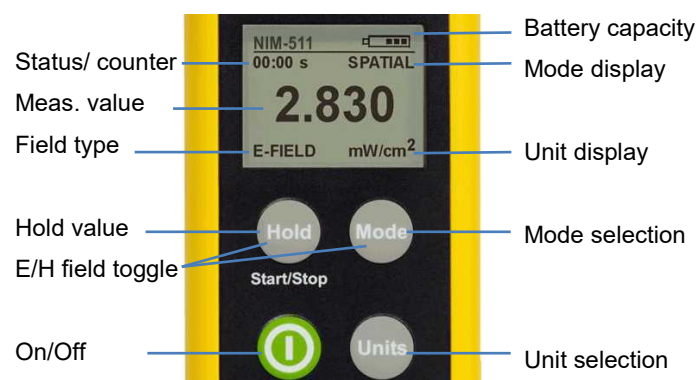 Battery capacity
NIM-511
Status/ counter
00:00 s SPATIAL
Mode display
Meas. value
2.830
Field type
E-FIELD mW/cm²
Unit display
Hold value
Hold Mode
Mode selection
E/H field toggle
Start/Stop
On/Off
Units
Unit selection